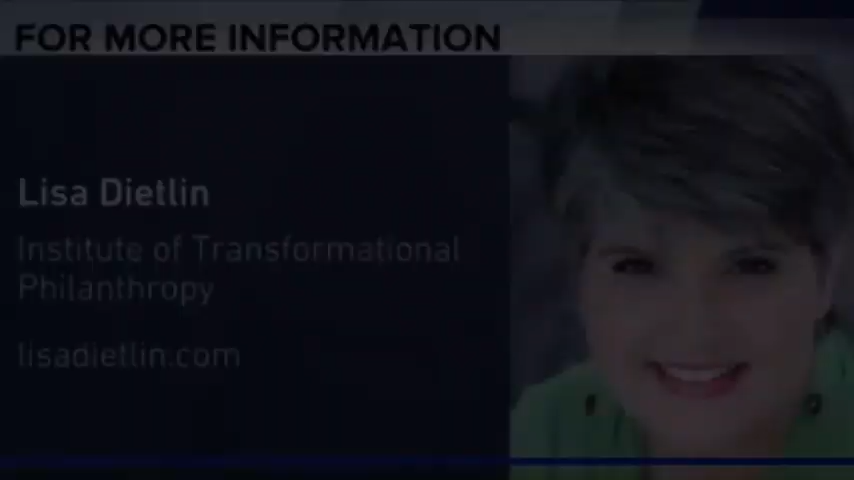 FOR MORE INFORMATION
Lisa Dietlin
Institute of Transformational
Philanthropy
lisadietlin.com